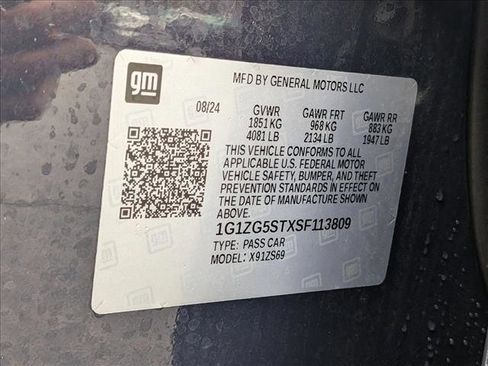 gm
MFD BY GENERAL MOTORS LLC
08/24 GVWR GAWR FRT GAWR RR
1851 KG 968 KG 883 KG
4081 LB 2134 LB 1947 LB
THIS VEHICLE CONFORMS TO ALL
APPLICABLE U.S. FEDERAL MOTOR
VEHICLE SAFETY, BUMPER, AND THEFT
PREVENTION STANDARDS IN EFFECT ON
THE DATE OF MANUFACTURE SHOWN
ABOVE.
1G1ZG5STXSF113809
TYPE: PASS CAR
MODEL: X91ZS69